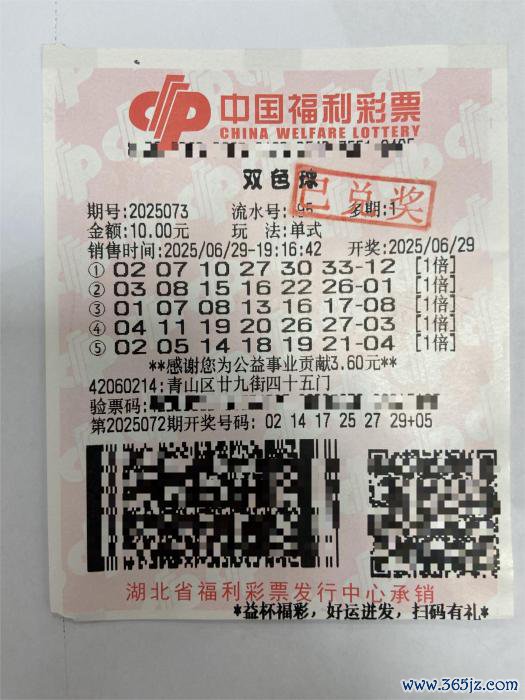 中国福利彩票
CHINA WELFARE LOTTERY
双色球
已兑奖
期号:2025073 流水号: 95 多期:1
金额:10.00元 玩 法:单式
销售时间:2025/06/29-19:16:42 开奖:2025/06/29
① 02 07 10 27 30 33-12 [1倍]
② 03 08 15 16 22 26-01 [1倍]
③ 01 07 08 13 16 17-08 [1倍]
④ 04 11 19 20 26 27-03 [1倍]
⑤ 02 05 14 18 19 21-04 [1倍]
**感谢您为公益事业贡献3.60元**
42060214:青山区廿九街四十五门
验票码:
第2025072期开奖号码: 02 14 17 25 27 29+05
湖北省福利彩票发行中心承销
*益杯福彩，好运迸发，扫码有礼*
www.365jz.com